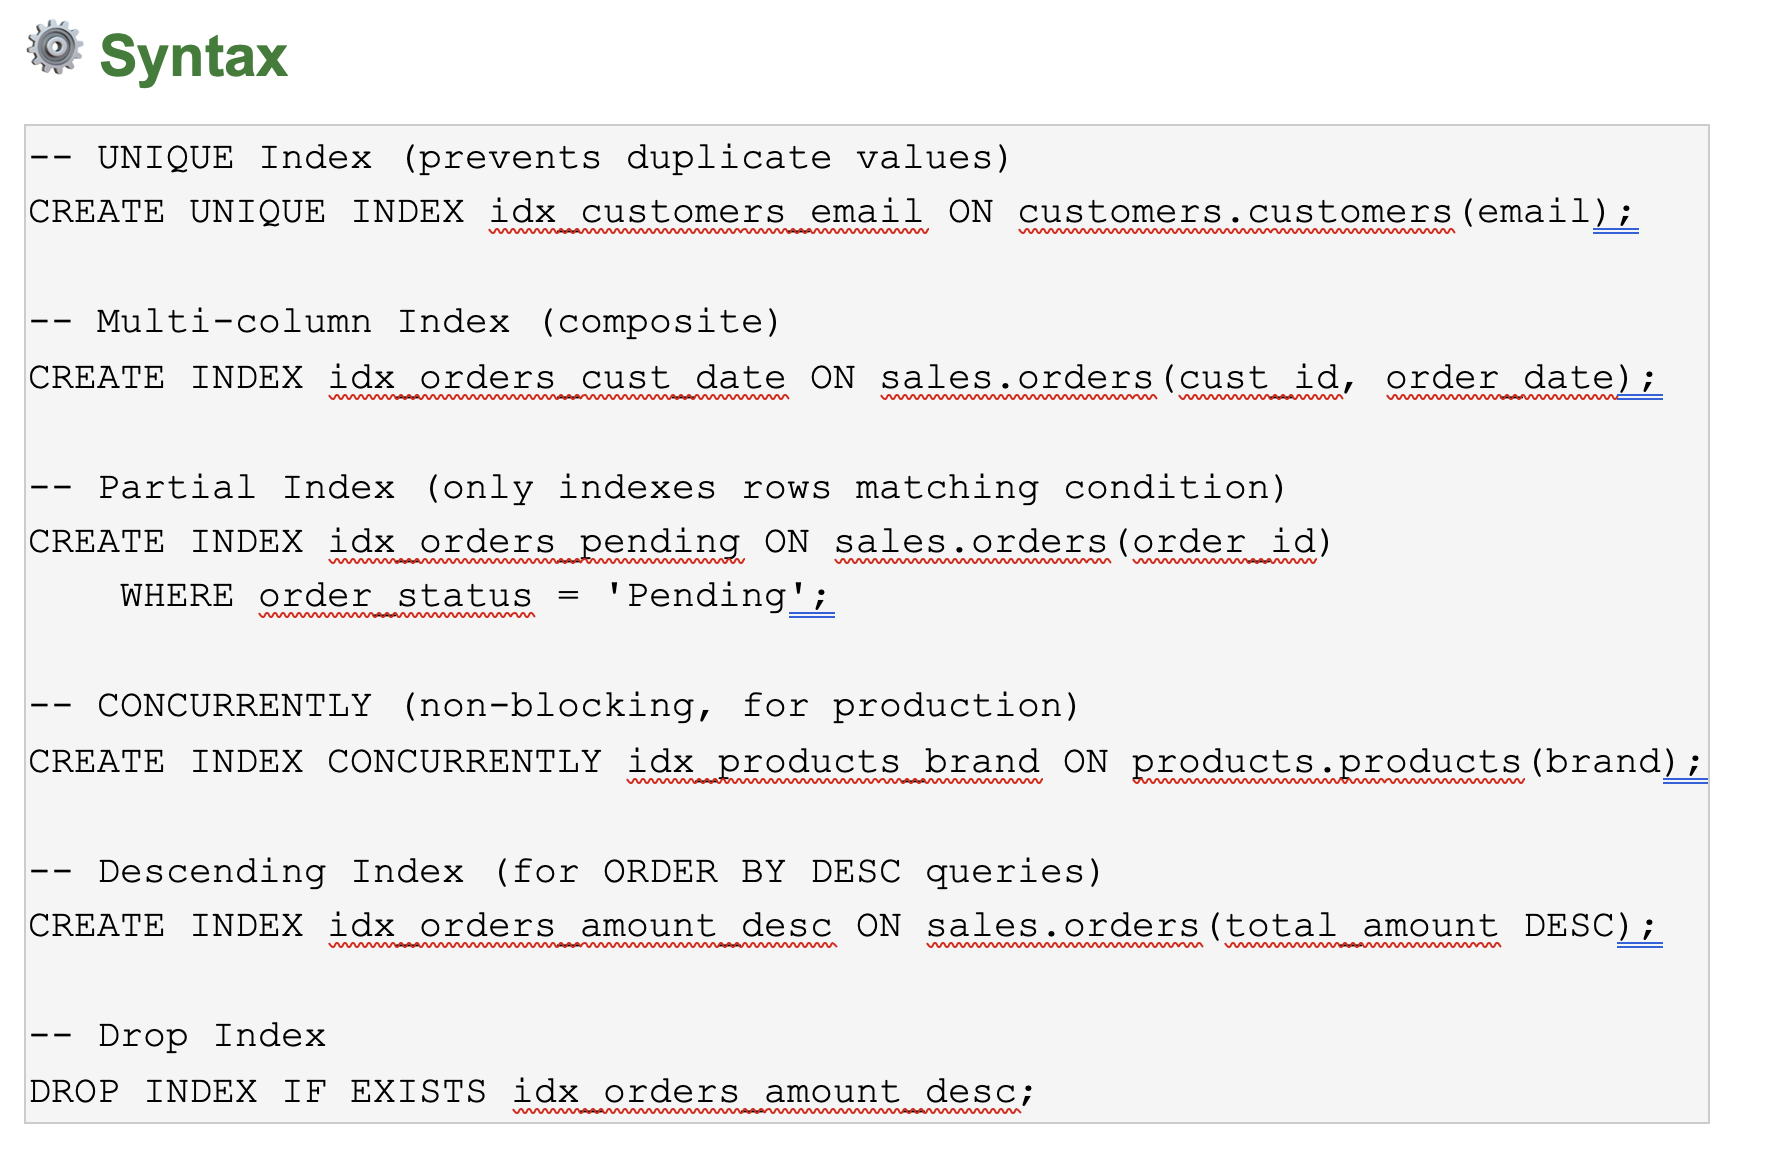 Syntax
-- UNIQUE Index (prevents duplicate values)
CREATE UNIQUE INDEX idx_customers_email ON customers.customers(email);
-- Multi-column Index (composite)
CREATE INDEX idx_orders_cust_date ON sales.orders(cust_id, order_date);
-- Partial Index (only indexes rows matching condition)
CREATE INDEX idx_orders_pending ON sales.orders(order_id)
    WHERE order_status = 'Pending';
-- CONCURRENTLY (non-blocking, for production)
CREATE INDEX CONCURRENTLY idx_products_brand ON products.products(brand);
-- Descending Index (for ORDER BY DESC queries)
CREATE INDEX idx_orders_amount_desc ON sales.orders(total_amount DESC);
-- Drop Index
DROP INDEX IF EXISTS idx_orders_amount_desc;